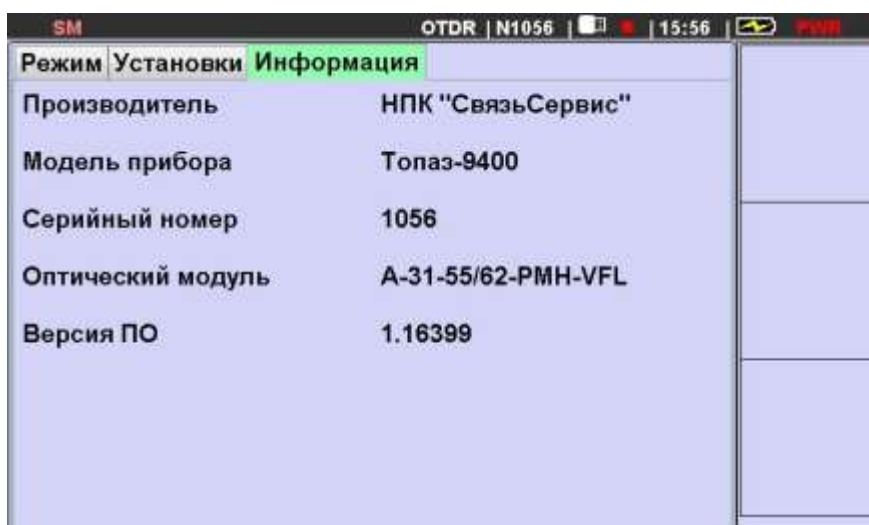 SM OTDR | N1056 | | 15:56 | PWR
Режим Установки Информация
Производитель НПК "СвязьСервис"
Модель прибора Топаз-9400
Серийный номер 1056
Оптический модуль А-31-55/62-PMH-VFL
Версия ПО 1.16399